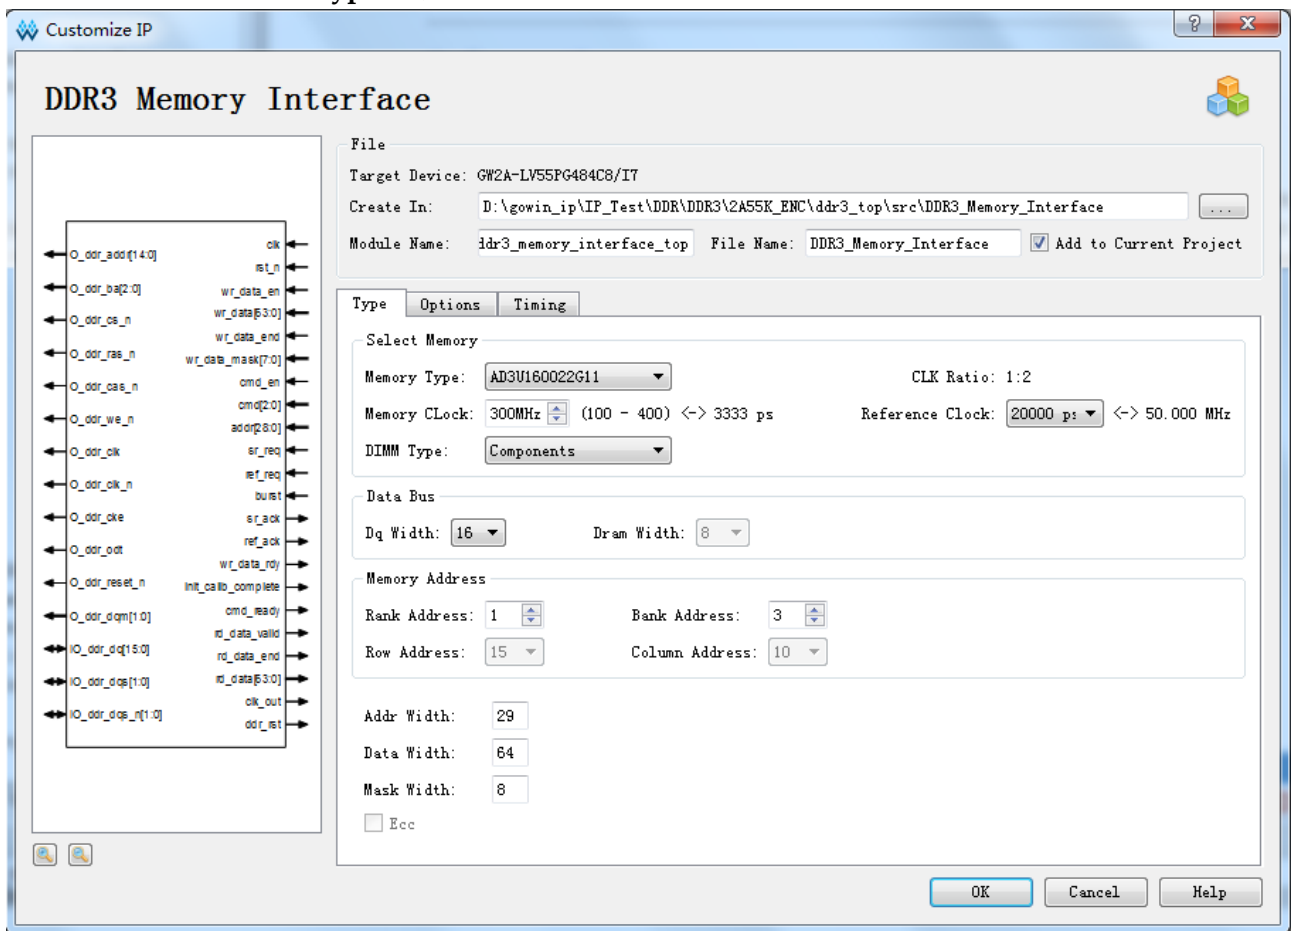 Customize IP
DDR3 Memory Interface
O_ddr_addr[14:0]
O_ddr_ba[2:0]
O_ddr_cs_n
O_ddr_ras_n
O_ddr_cas_n
O_ddr_we_n
O_ddr_clk
O_ddr_clk_n
O_ddr_cke
O_ddr_odt
O_ddr_reset_n
O_ddr_dqm[1:0]
IO_ddr_dq[15:0]
IO_ddr_dqs[1:0]
IO_ddr_dqs_n[1:0]
clk
rst_n
wr_data_en
wr_data[63:0]
wr_data_end
wr_data_mask[7:0]
cmd_en
cmd[2:0]
addr[28:0]
sr_req
ref_req
burst
sr_ack
ref_ack
wr_data_rdy
init_calib_complete
cmd_ready
rd_data_valid
rd_data_end
rd_data[63:0]
clk_out
ddr_rst
File
Target Device: GW2A-LV55PG484C8/I7
Create In: D:\gowin_ip\IP_Test\DDR\DDR3\2A55K_ENC\ddr3_top\src\DDR3_Memory_Interface ...
Module Name: ddr3_memory_interface_top File Name: DDR3_Memory_Interface Add to Current Project
Type Options Timing
Select Memory
Memory Type: AD3U160022G11 CLK Ratio: 1:2
Memory CLock: 300MHz (100 - 400) <-> 3333 ps Reference Clock: 20000 ps <-> 50.000 MHz
DIMM Type: Components
Data Bus
Dq Width: 16 Dram Width: 8
Memory Address
Rank Address: 1 Bank Address: 3
Row Address: 15 Column Address: 10
Addr Width: 29
Data Width: 64
Mask Width: 8
Ecc
OK Cancel Help